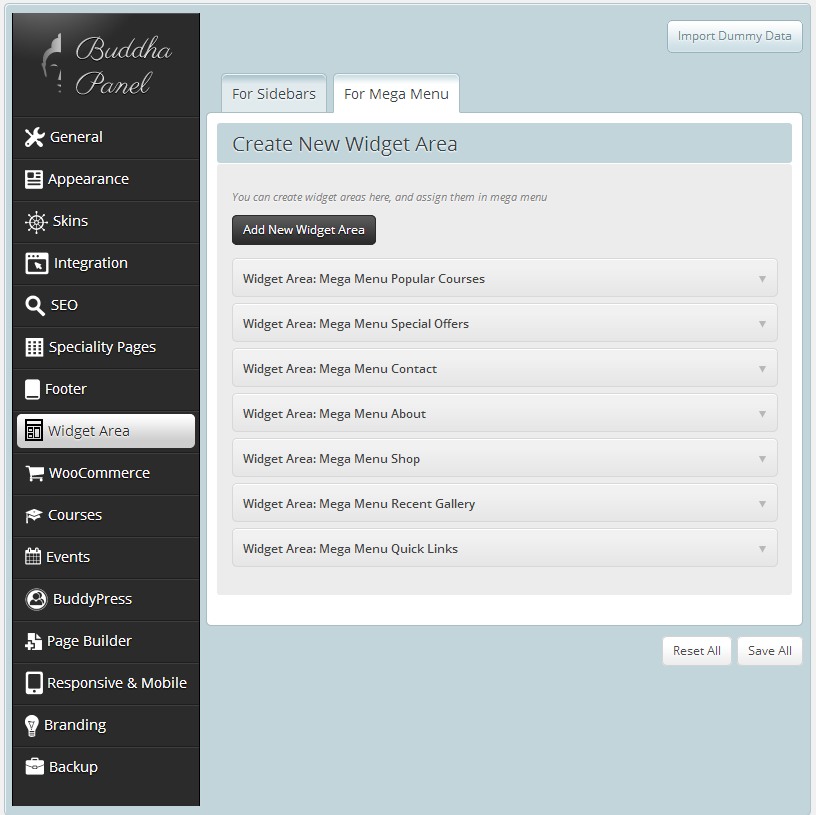 Buddha
Panel
General
Appearance
Skins
Integration
SEO
Speciality Pages
Footer
Widget Area
WooCommerce
Courses
Events
BuddyPress
Page Builder
Responsive & Mobile
Branding
Backup
Import Dummy Data
For Sidebars
For Mega Menu
Create New Widget Area
You can create widget areas here, and assign them in mega menu
Add New Widget Area
Widget Area: Mega Menu Popular Courses
Widget Area: Mega Menu Special Offers
Widget Area: Mega Menu Contact
Widget Area: Mega Menu About
Widget Area: Mega Menu Shop
Widget Area: Mega Menu Recent Gallery
Widget Area: Mega Menu Quick Links
Reset All
Save All